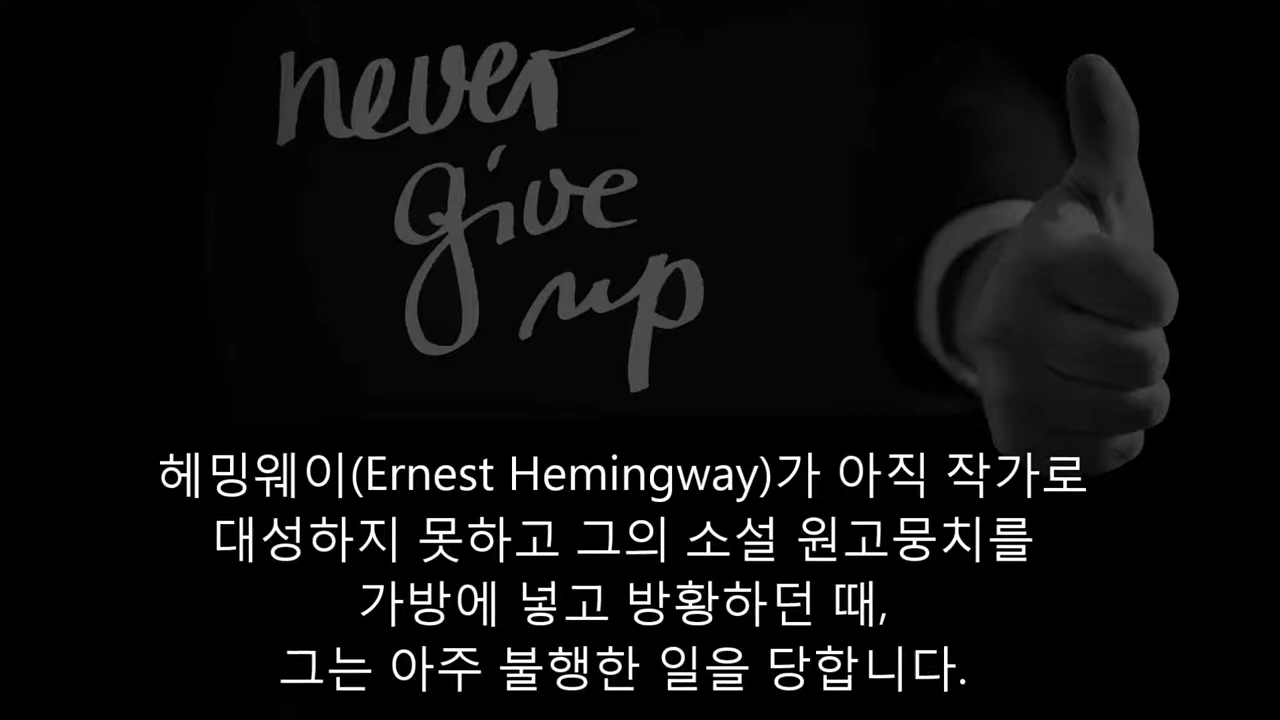 never
give
up
헤밍웨이(Ernest Hemingway)가 아직 작가로
대성하지 못하고 그의 소설 원고뭉치를
가방에 넣고 방황하던 때,
그는 아주 불행한 일을 당합니다.